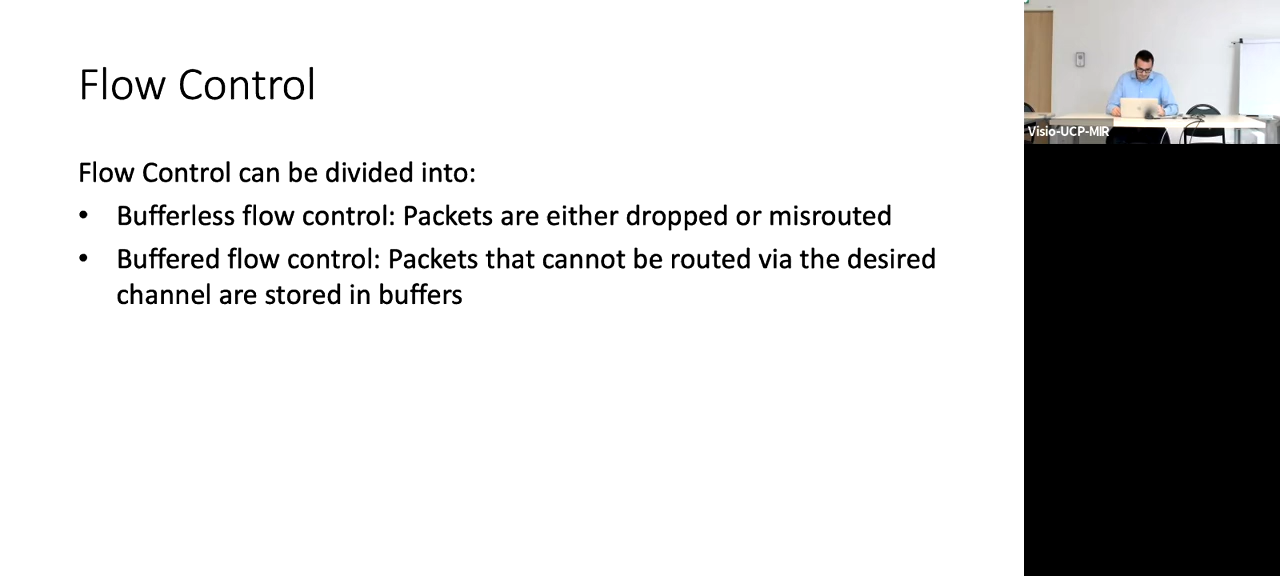 Flow Control
Flow Control can be divided into:
• Bufferless flow control: Packets are either dropped or misrouted
• Buffered flow control: Packets that cannot be routed via the desired
channel are stored in buffers
Visio-UCP-MIR